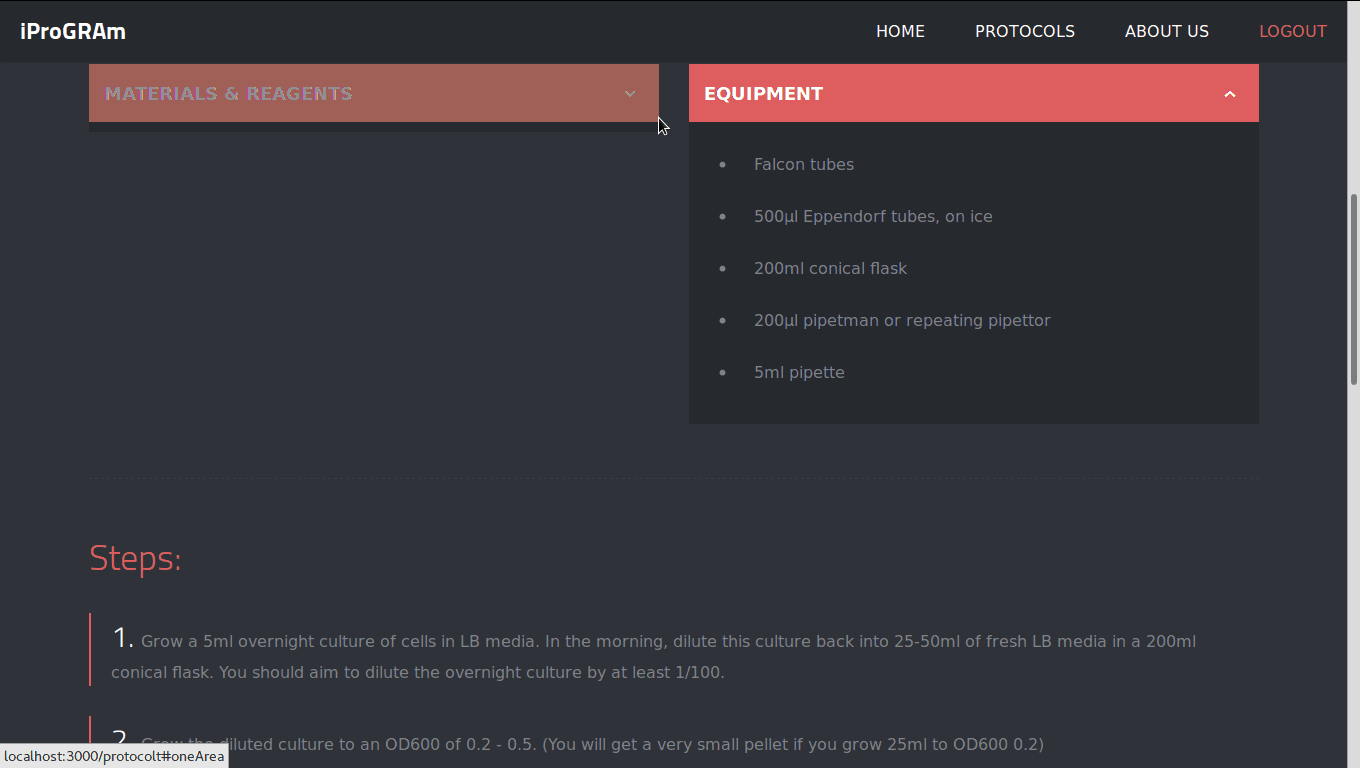 iProGRAm
HOME PROTOCOLS ABOUT US LOGOUT
MATERIALS & REAGENTS
EQUIPMENT
Falcon tubes
500µl Eppendorf tubes, on ice
200ml conical flask
200µl pipetman or repeating pipettor
5ml pipette
Steps:
1. Grow a 5ml overnight culture of cells in LB media. In the morning, dilute this culture back into 25-50ml of fresh LB media in a 200ml
conical flask. You should aim to dilute the overnight culture by at least 1/100.
2. Grow the diluted culture to an OD600 of 0.2 - 0.5. (You will get a very small pellet if you grow 25ml to OD600 0.2)
localhost:3000/protocolt#oneArea